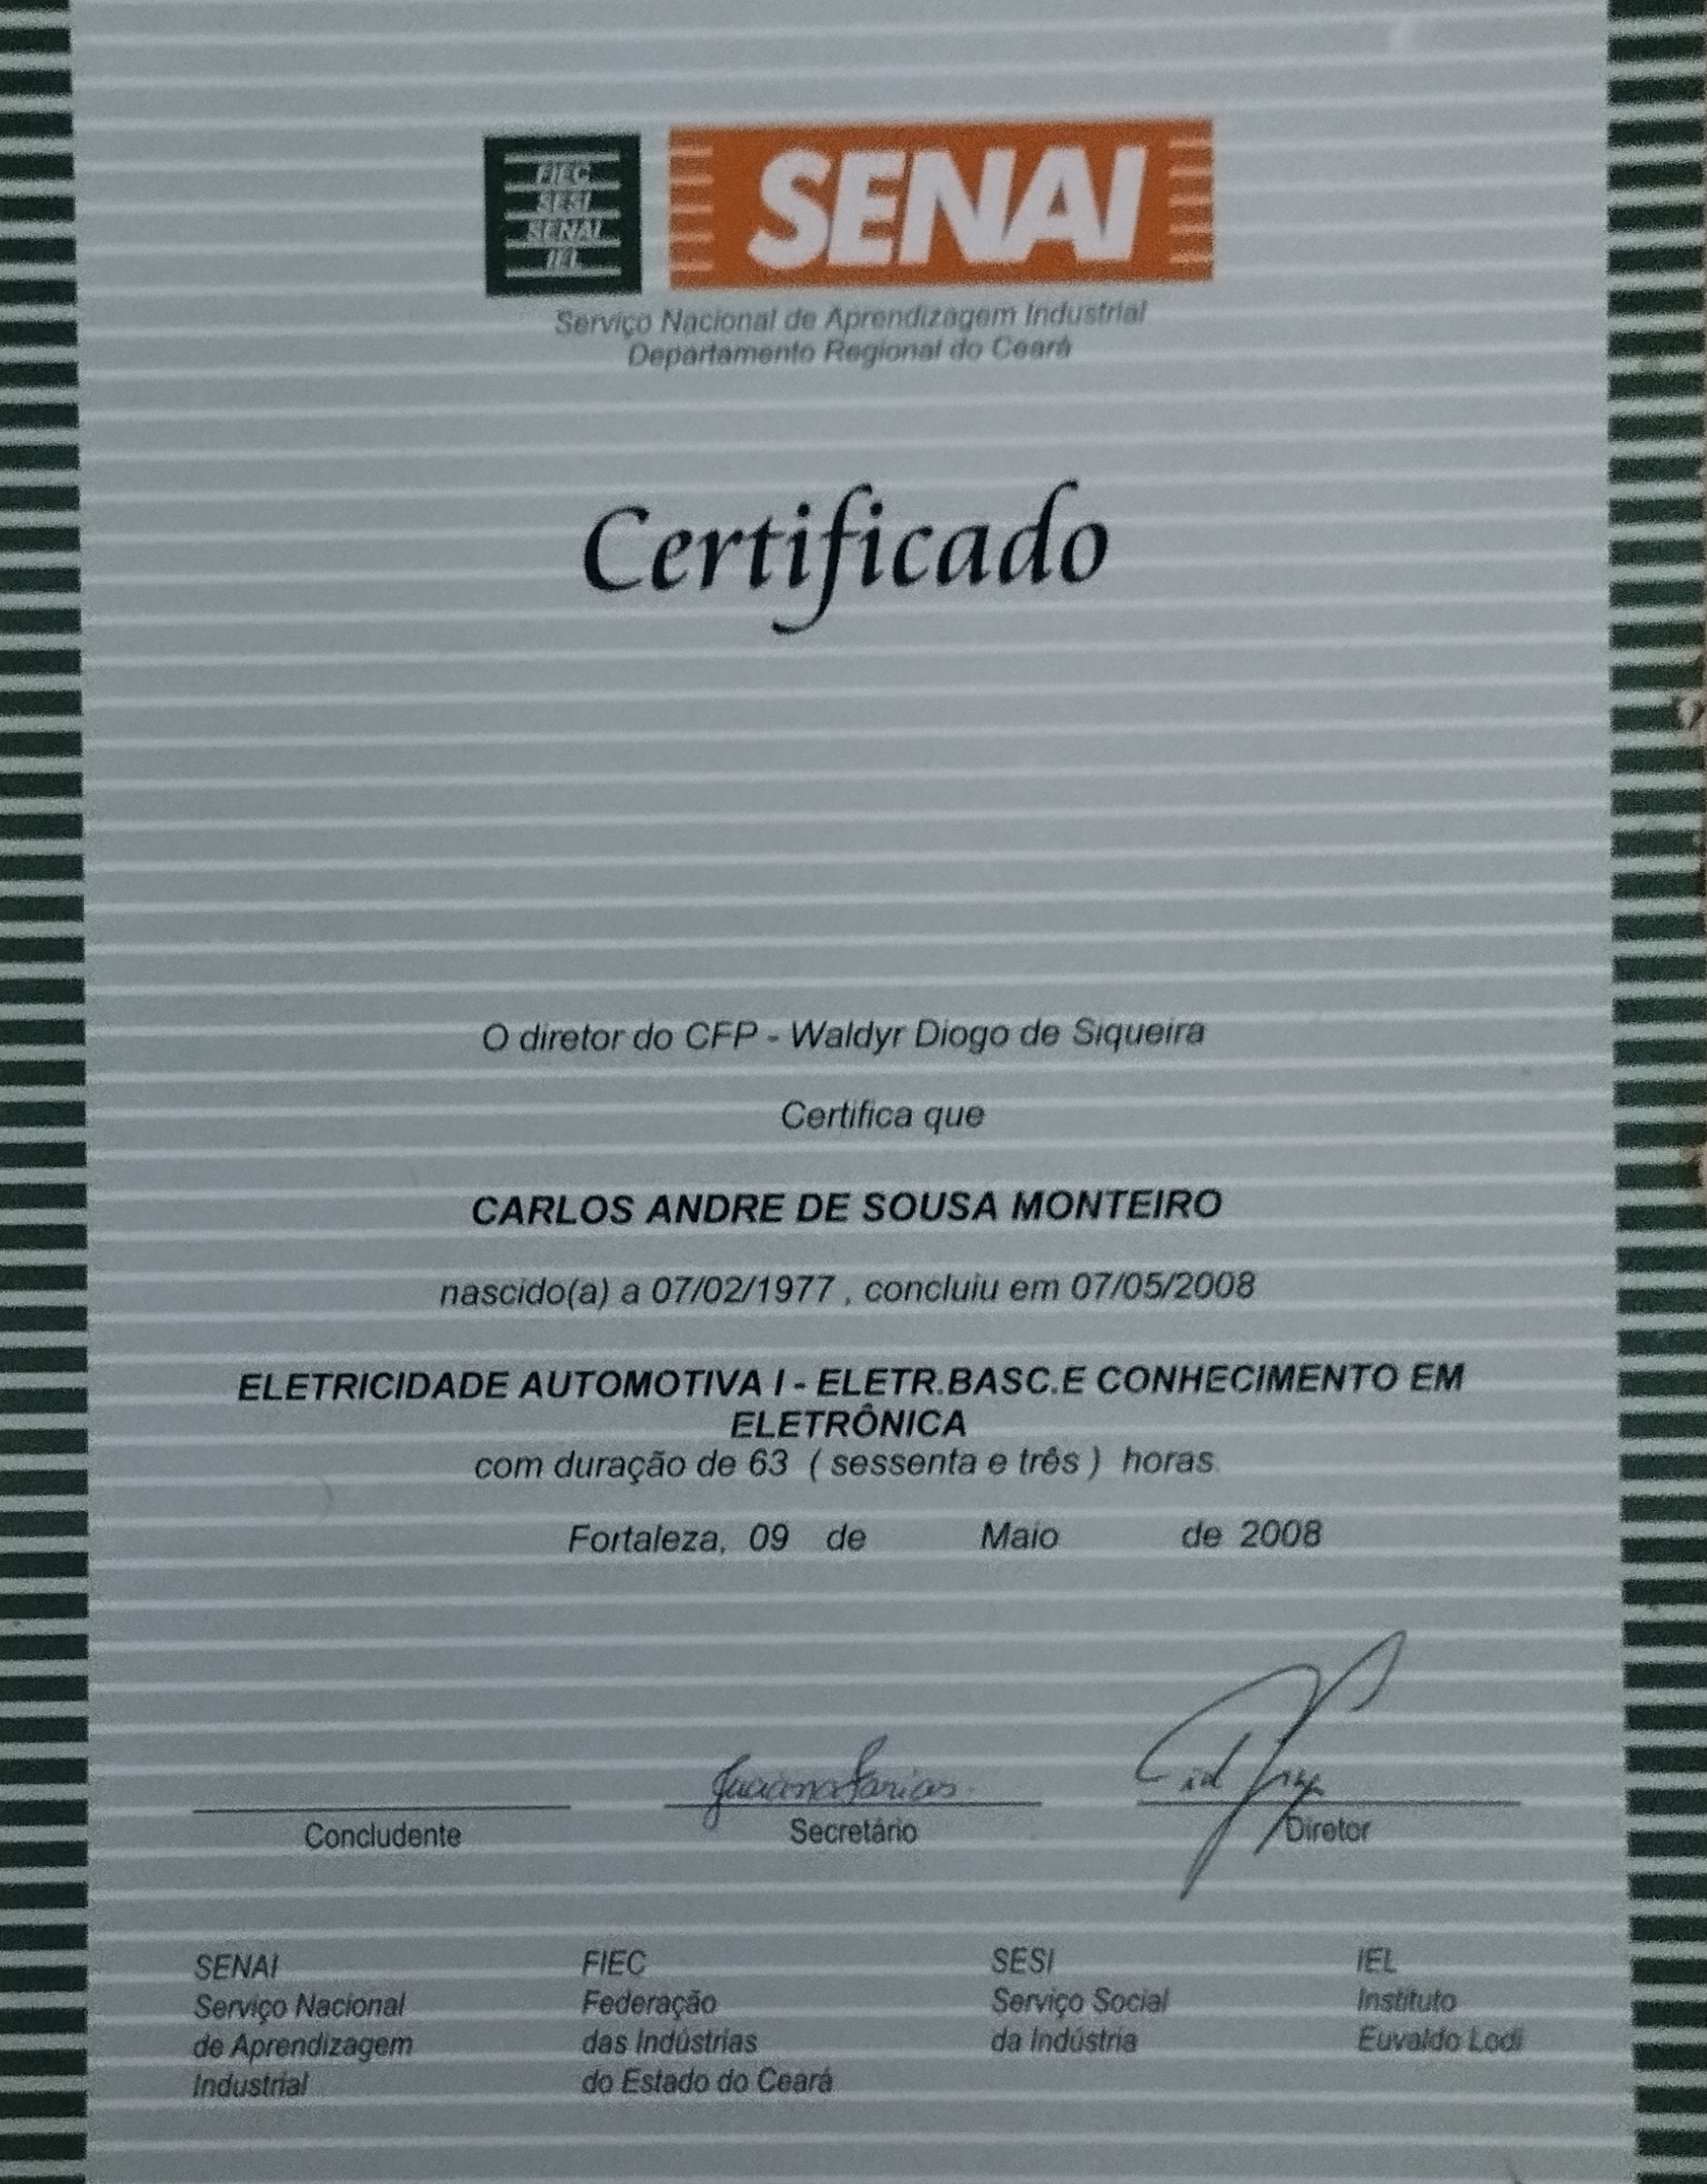 FIEC
SESI
SENAI
IEL
SENAI
Serviço Nacional de Aprendizagem Industrial
Departamento Regional do Ceará
Certificado
O diretor do CFP - Waldyr Diogo de Siqueira
Certifica que
CARLOS ANDRE DE SOUSA MONTEIRO
nascido(a) a 07/02/1977 , concluiu em 07/05/2008
ELETRICIDADE AUTOMOTIVA I - ELETR.BASC.E CONHECIMENTO EM
ELETRÔNICA
com duração de 63 ( sessenta e três ) horas.
Fortaleza, 09 de Maio de 2008
Concludente
Secretário
Diretor
SENAI
Serviço Nacional
de Aprendizagem
Industrial
FIEC
Federação
das Indústrias
do Estado do Ceará
SESI
Serviço Social
da Indústria
IEL
Instituto
Euvaldo Lodi